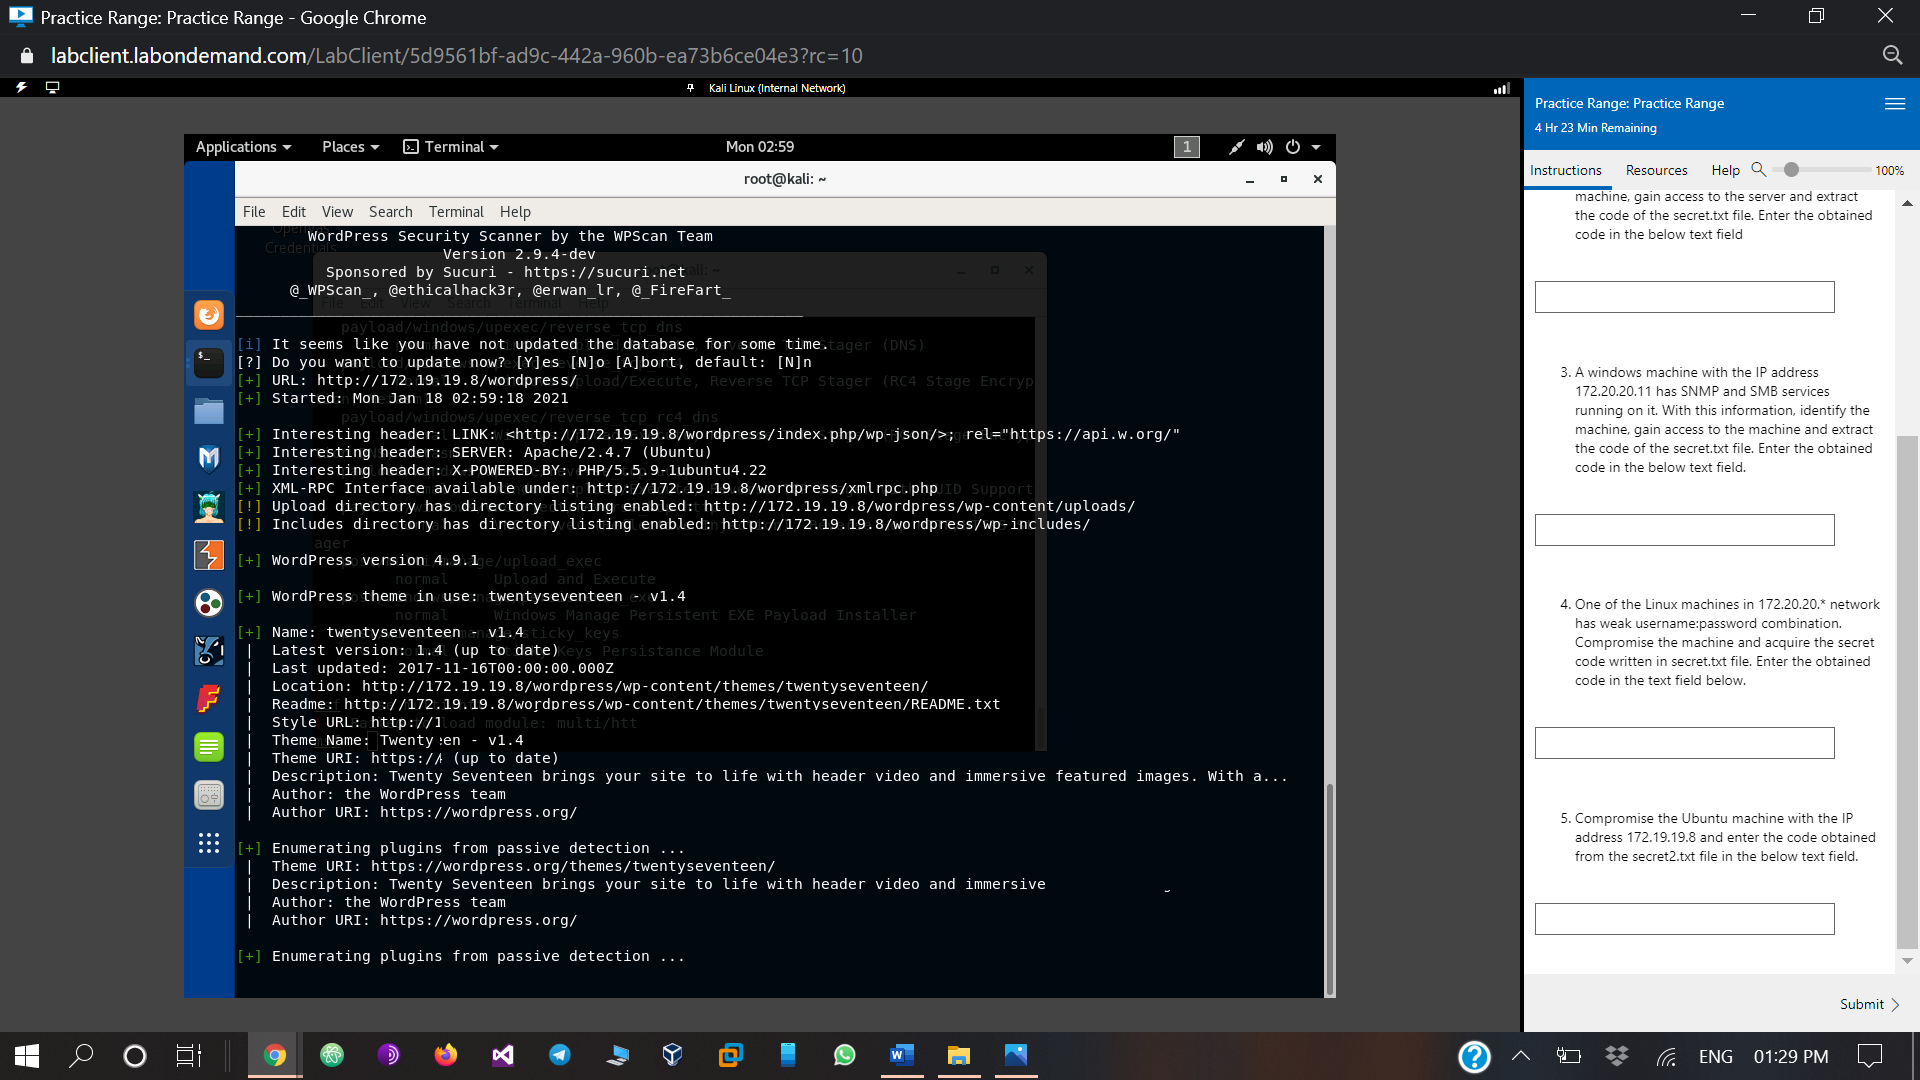 Practice Range: Practice Range - Google Chrome
labclient.labondemand.com/LabClient/5d9561bf-ad9c-442a-960b-ea73b6ce04e3?rc=10
Kali Linux (Internal Network)
Applications Places Terminal Mon 02:59 1
root@kali: ~
File Edit View Search Terminal Help
WordPress Security Scanner by the WPScan Team
Version 2.9.4-dev
Sponsored by Sucuri - https://sucuri.net
@_WPScan_, @ethicalhack3r, @erwan_lr, @_FireFart_
[i] It seems like you have not updated the database for some time.
[?] Do you want to update now? [Y]es [N]o [A]bort, default: [N]n
[+] URL: http://172.19.19.8/wordpress/
[+] Started: Mon Jan 18 02:59:18 2021
[+] Interesting header: LINK: <http://172.19.19.8/wordpress/index.php/wp-json/>; rel="https://api.w.org/"
[+] Interesting header: SERVER: Apache/2.4.7 (Ubuntu)
[+] Interesting header: X-POWERED-BY: PHP/5.5.9-1ubuntu4.22
[+] XML-RPC Interface available under: http://172.19.19.8/wordpress/xmlrpc.php
[!] Upload directory has directory listing enabled: http://172.19.19.8/wordpress/wp-content/uploads/
[!] Includes directory has directory listing enabled: http://172.19.19.8/wordpress/wp-includes/
[+] WordPress version 4.9.1
[+] WordPress theme in use: twentyseventeen - v1.4
[+] Name: twentyseventeen - v1.4
| Latest version: 1.4 (up to date)
| Last updated: 2017-11-16T00:00:00.000Z
| Location: http://172.19.19.8/wordpress/wp-content/themes/twentyseventeen/
| Readme: http://172.19.19.8/wordpress/wp-content/themes/twentyseventeen/README.txt
| Style URL: http://1
| Theme Name: Twenty en - v1.4
| Theme URI: https:/ (up to date)
| Description: Twenty Seventeen brings your site to life with header video and immersive featured images. With a...
| Author: the WordPress team
| Author URI: https://wordpress.org/
[+] Enumerating plugins from passive detection ...
| Theme URI: https://wordpress.org/themes/twentyseventeen/
| Description: Twenty Seventeen brings your site to life with header video and immersive
| Author: the WordPress team
| Author URI: https://wordpress.org/
[+] Enumerating plugins from passive detection ...
Practice Range: Practice Range
4 Hr 23 Min Remaining
Instructions Resources Help 100%
machine, gain access to the server and extract
the code of the secret.txt file. Enter the obtained
code in the below text field
3. A windows machine with the IP address
172.20.20.11 has SNMP and SMB services
running on it. With this information, identify the
machine, gain access to the machine and extract
the code of the secret.txt file. Enter the obtained
code in the below text field.
4. One of the Linux machines in 172.20.20.* network
has weak username:password combination.
Compromise the machine and acquire the secret
code written in secret.txt file. Enter the obtained
code in the text field below.
5. Compromise the Ubuntu machine with the IP
address 172.19.19.8 and enter the code obtained
from the secret2.txt file in the below text field.
Submit
ENG 01:29 PM